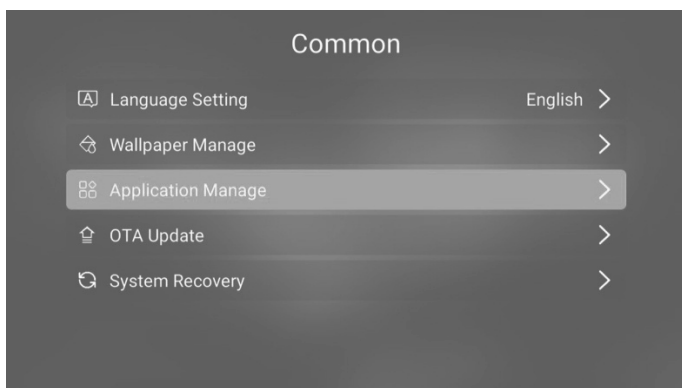 Common
Language Setting English
Wallpaper Manage
Application Manage
OTA Update
System Recovery